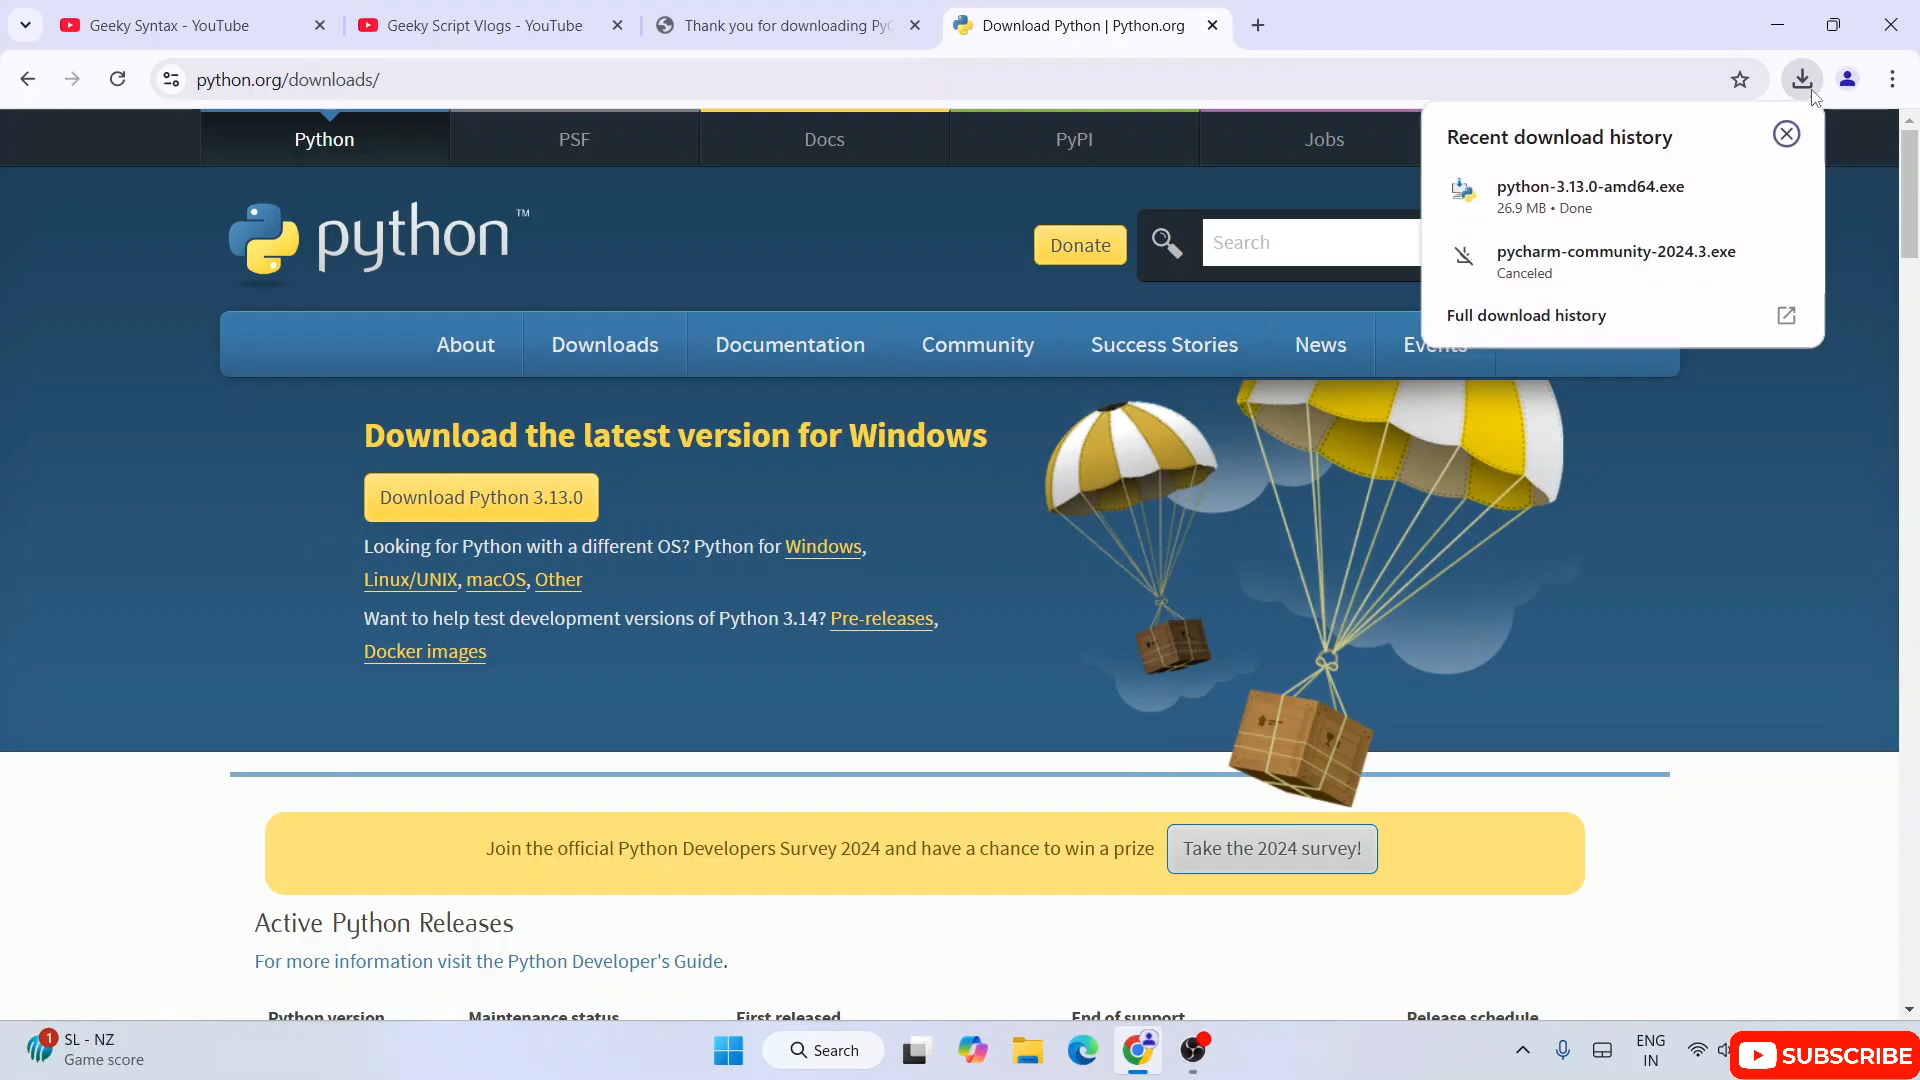 Geeky Syntax - YouTube
Geeky Script Vlogs - YouTube
Thank you for downloading PyC
Download Python | Python.org
python.org/downloads/
Python
PSF
Docs
PyPI
Jobs
Recent download history
python-3.13.0-amd64.exe
26.9 MB • Done
pycharm-community-2024.3.exe
Canceled
Full download history
python™
Donate
Search
About
Downloads
Documentation
Community
Success Stories
News
Events
Download the latest version for Windows
Download Python 3.13.0
Looking for Python with a different OS? Python for Windows,
Linux/UNIX, macOS, Other
Want to help test development versions of Python 3.14? Pre-releases,
Docker images
Join the official Python Developers Survey 2024 and have a chance to win a prize
Take the 2024 survey!
Active Python Releases
For more information visit the Python Developer's Guide.
Python version
Maintenance status
First released
End of support
Release schedule
1
SL - NZ
Game score
Search
ENG
IN
SUBSCRIBE